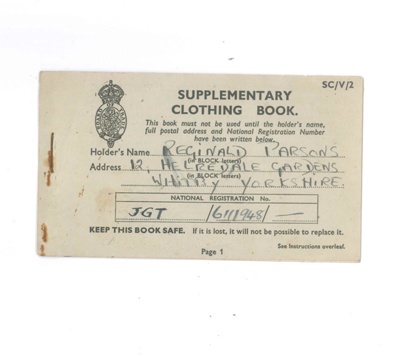 SC/V/2
SUPPLEMENTARY
CLOTHING BOOK.
This book must not be used until the holder's name,
full postal address and National Registration Number
have been written below.
Holder's Name REGINALD PARSONS
(in BLOCK letters)
Address 12, HELREDALE GARDENS
(in BLOCK letters)
WHITBY YORKSHIRE.
NATIONAL REGISTRATION No.
JGT /61/1948/ —
KEEP THIS BOOK SAFE. If it is lost, it will not be possible to replace it.
Page 1
See Instructions overleaf.